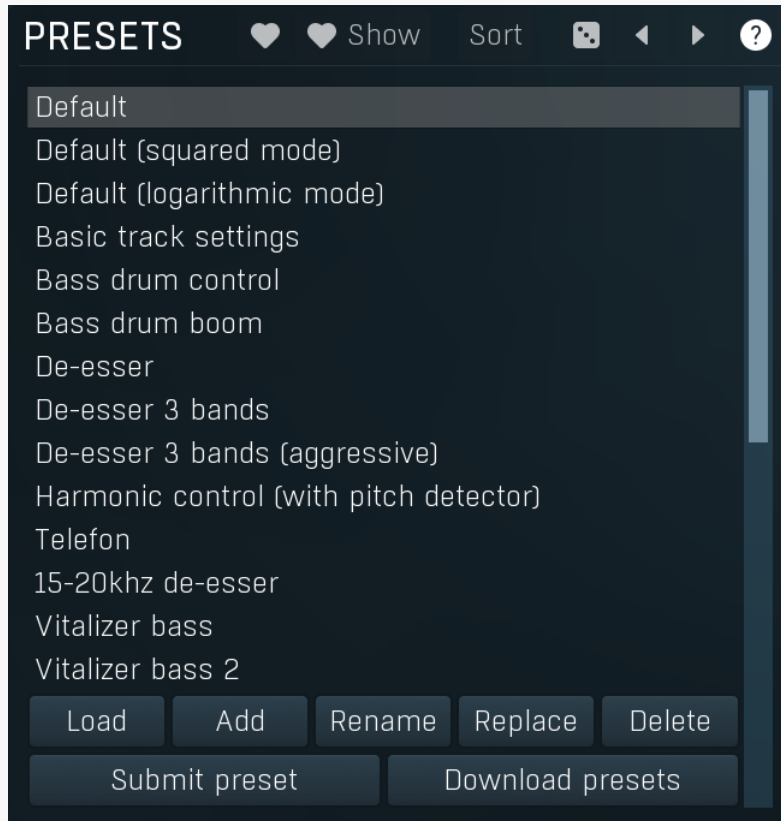 PRESETS Show Sort ?
Default
Default (squared mode)
Default (logarithmic mode)
Basic track settings
Bass drum control
Bass drum boom
De-esser
De-esser 3 bands
De-esser 3 bands (aggressive)
Harmonic control (with pitch detector)
Telefon
15-20khz de-esser
Vitalizer bass
Vitalizer bass 2
Load Add Rename Replace Delete
Submit preset Download presets